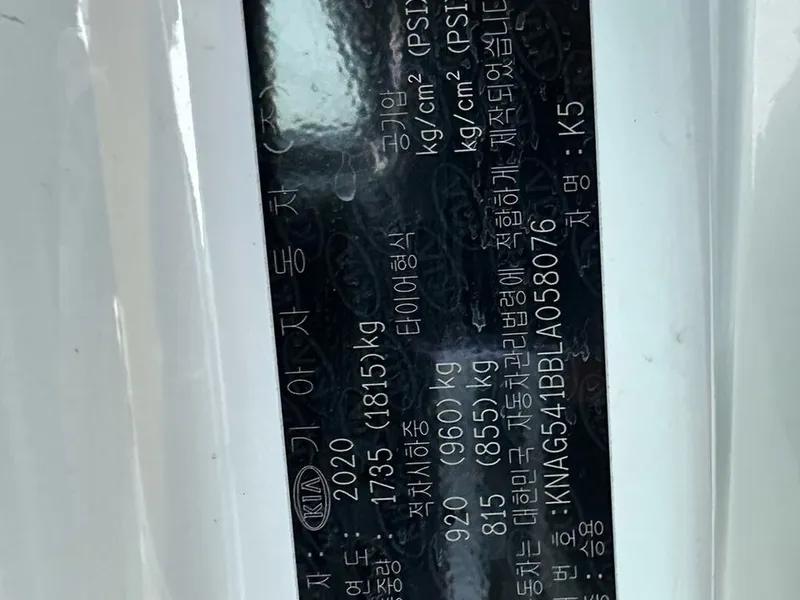 자 : KIA 기 아 자 동 차 (주)
연 도 : 2020
중량 : 1735 (1815)kg
적차시하중 타이어형식 공기압
920 (960)kg kg/cm² (PSI
815 (855)kg kg/cm² (PSI
동차는 대한민국 자동차관리법령에 적합하게 제작되었습니다
번 호 :KNAG541BBLA058076
종 : 승용 차 명 :K5